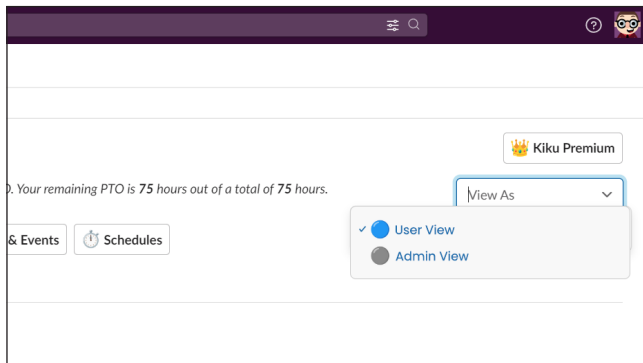 Kiku Premium
. Your remaining PTO is 75 hours out of a total of 75 hours.
View As
& Events
Schedules
User View
Admin View